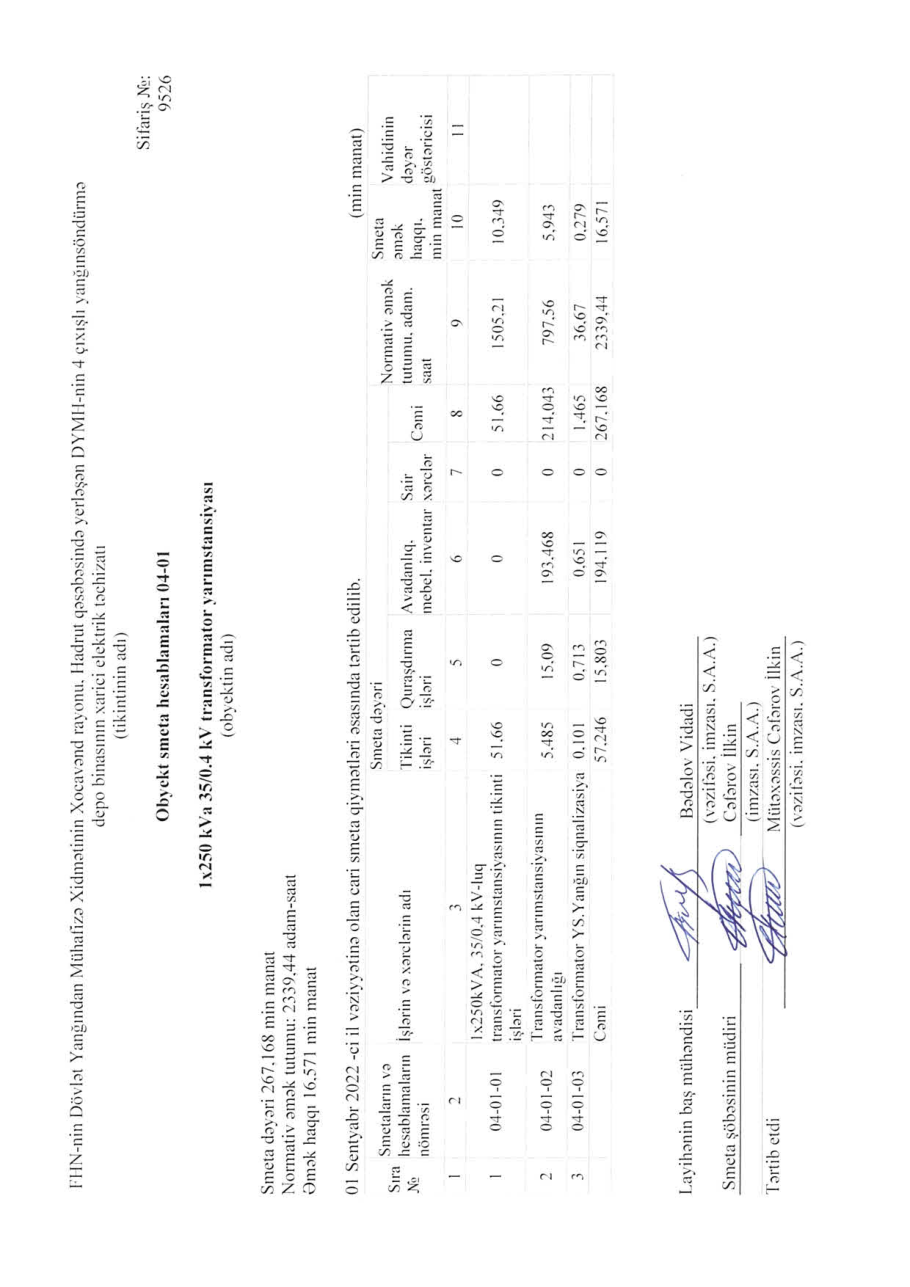 Sifariş №:
9526
FHN-nin Dövlət Yanğından Mühafizə Xidmətinin Xocavənd rayonu, Hadrut qəsəbəsində yerləşən DYMH-nin 4 çıxışlı yanğınsöndürmə
depo binasının xarici elektrik təchizatı
(tikintinin adı)
Obyekt smeta hesablamaları 04-01
1x250 kVa 35/0.4 kV transformator yarımstansiyası
(obyektin adı)
Smeta dəyəri 267.168 min manat
Normativ əmək tutumu: 2339,44 adam-saat
Əmək haqqı 16.571 min manat
01 Sentyabr 2022 -ci il vəziyyətinə olan cari smeta qiymətləri əsasında tərtib edilib.
(min manat)
Sıra №
Smetaların və hesablamaların nömrəsi
İşlərin və xərclərin adı
Smeta dəyəri
Tikinti işləri
Quraşdırma işləri
Avadanlıq, mebel, inventar
Sair xərclər
Cəmi
Normativ əmək tutumu, adam. saat
Smeta əmək haqqı, min manat
Vahidinin dəyər göstəricisi
1 2 3 4 5 6 7 8 9 10 11
1 04-01-01 1x250kVA, 35/0.4 kV-luq transformator yarımstansiyasının tikinti işləri 51.66 0 0 0 51.66 1505,21 10.349
2 04-01-02 Transformator yarımstansiyasının avadanlığı 5.485 15.09 193.468 0 214.043 797.56 5.943
3 04-01-03 Transformator YS.Yanğın siqnalizasiya 0.101 0.713 0.651 0 1.465 36.67 0.279
Cəmi 57.246 15.803 194.119 0 267.168 2339.44 16.571
Layihənin baş mühəndisi Bədəlov Vidadi
(vəzifəsi, imzası, S.A.A.)
Smeta şöbəsinin müdiri Cəfərov İlkin
(imzası, S.A.A.)
Tərtib etdi Mütəxəssis Cəfərov İlkin
(vəzifəsi, imzası, S.A.A.)